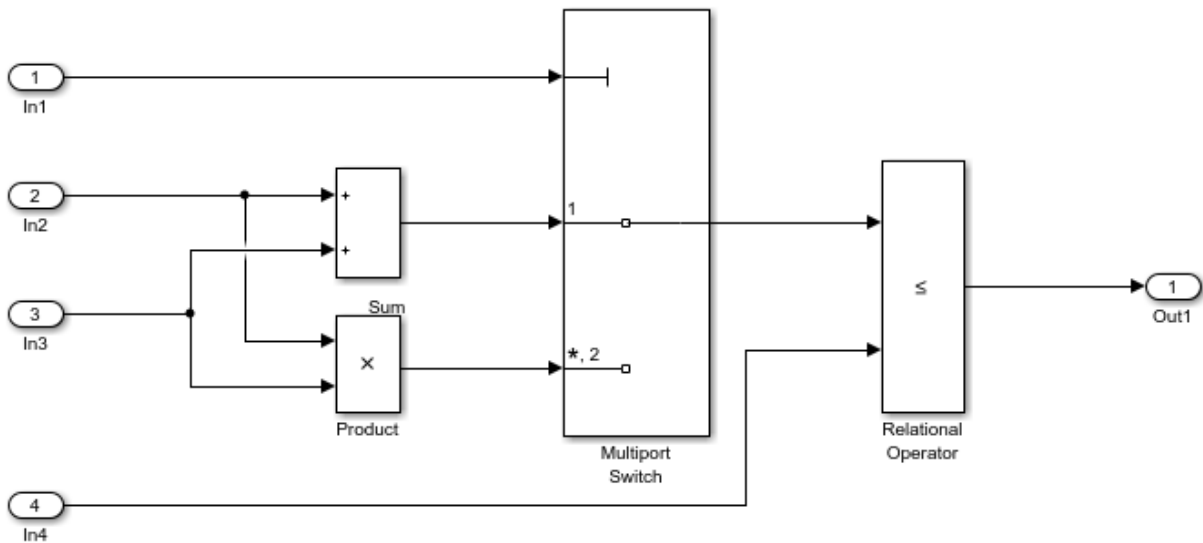 1
In1
2
In2
3
In3
4
In4
+
+
Sum
×
Product
1
*, 2
Multiport
Switch
≤
Relational
Operator
1
Out1